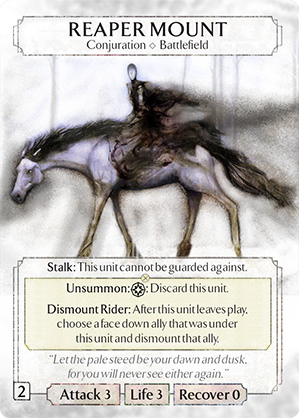 REAPER MOUNT
Conjuration ◇ Battlefield
Stalk: This unit cannot be guarded against.
Unsummon: : Discard this unit.
Dismount Rider: After this unit leaves play,
choose a face down ally that was under
this unit and dismount that ally.
"Let the pale steed be your dawn and dusk,
for you will never see either again."
2
Attack 3 Life 3 Recover 0